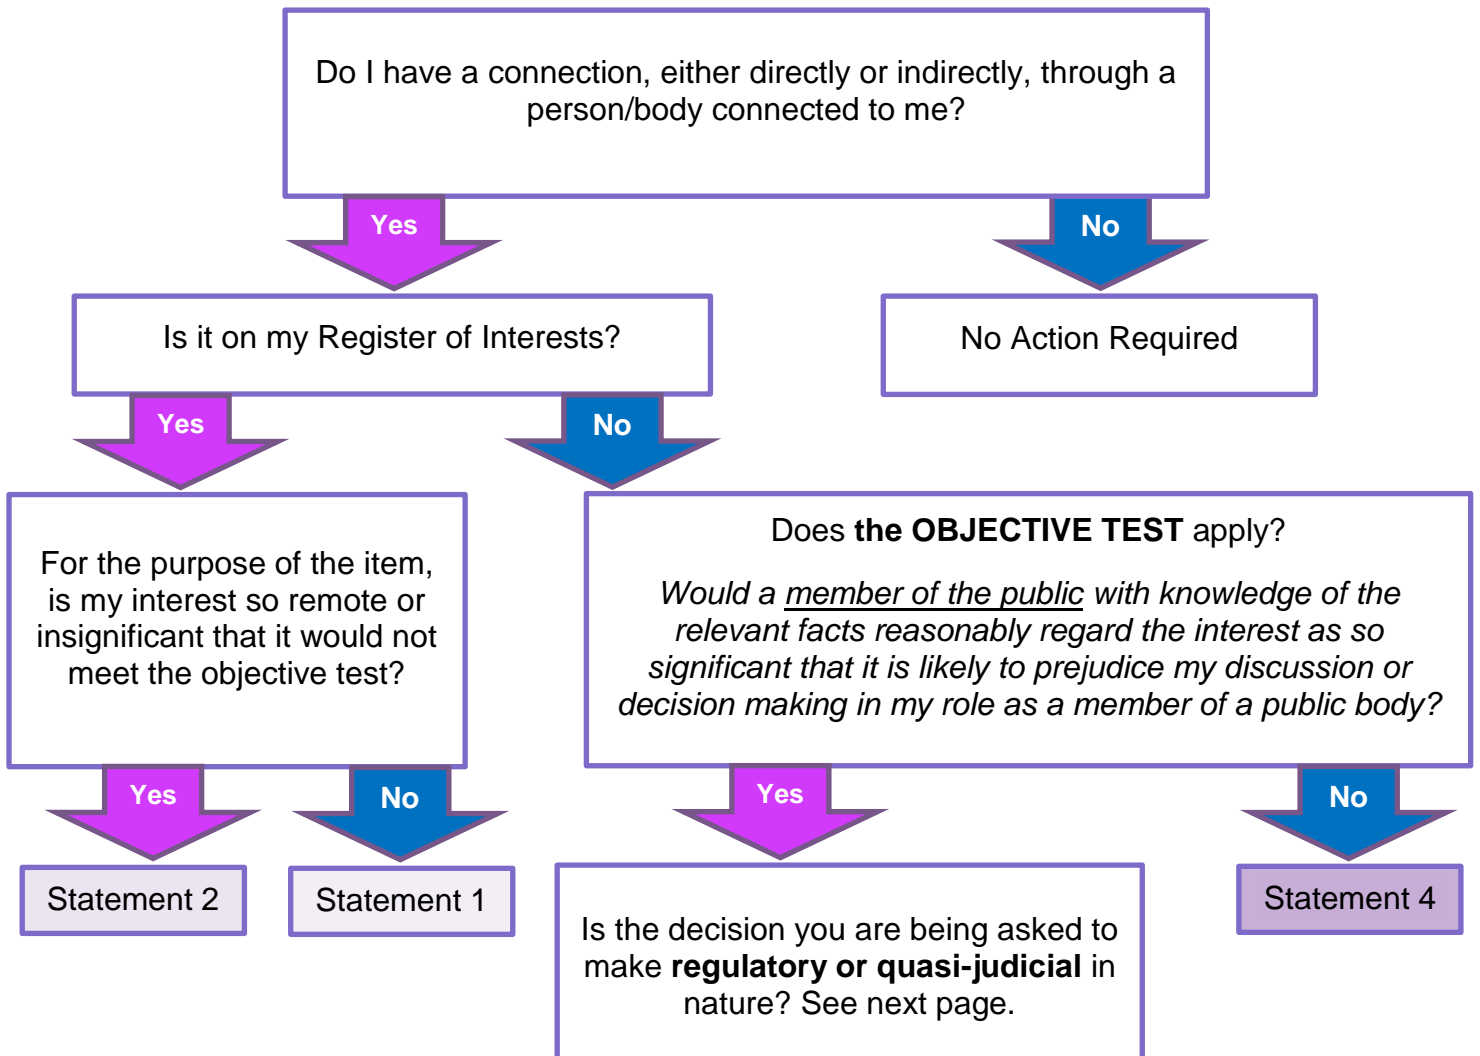 Do I have a connection, either directly or indirectly, through a
person/body connected to me?
Yes
No
Is it on my Register of Interests?
No Action Required
Yes
No
For the purpose of the item,
is my interest so remote or
insignificant that it would not
meet the objective test?
Does the OBJECTIVE TEST apply?
Would a member of the public with knowledge of the
relevant facts reasonably regard the interest as so
significant that it is likely to prejudice my discussion or
decision making in my role as a member of a public body?
Yes
No
Yes
No
Statement 2
Statement 1
Is the decision you are being asked to
make regulatory or quasi-judicial in
nature? See next page.
Statement 4